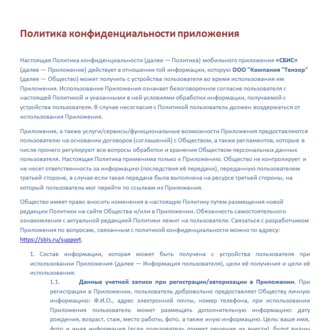 Политика конфиденциальности приложения
Настоящая Политика конфиденциальности (далее — Политика) мобильного приложения «СБИС»
(далее — Приложение) действует в отношении той информации, которую ООО "Компания "Тензор"
(далее — Общество) может получить с устройства пользователя во время использования им
Приложения. Использование Приложения означает безоговорочное согласие пользователя с
настоящей Политикой и указанными в ней условиями обработки информации, получаемой с
устройства пользователя. В случае несогласия с Политикой пользователь должен воздержаться от
использования Приложения.
Приложение, а также услуги/сервисы/функциональные возможности Приложения предоставляются
пользователю на основании договоров (соглашений) с Обществом, а также регламентов, которые в
числе прочего регулируют все вопросы обработки и хранения Обществом персональных данных
пользователя. Настоящая Политика применима только к Приложению. Общество не контролирует и
не несет ответственность за информацию (последствия её передачи), переданную пользователем
третьей стороне, в случае если такая передача была выполнена на ресурсе третьей стороны, на
который пользователь мог перейти по ссылкам из Приложения.
Общество имеет право вносить изменения в настоящую Политику путем размещения новой
редакции Политики на сайте Общества и/или в Приложении. Обязанность самостоятельного
ознакомления с актуальной редакцией Политики лежит на пользователе. Связаться с разработчиком
Приложения по вопросам, связанным с политикой конфиденциальности можно по адресу:
https://sbis.ru/support.
1. Состав информации, которая может быть получена с устройства пользователя при
использовании Приложения (далее — Информация пользователя), цели её получения и цели её
использования:
1.1. Данные учетной записи при регистрации/авторизации в Приложении. При
регистрации в Приложении, пользователь добровольно предоставляет Обществу личную
информацию: Ф.И.О., адрес электронной почты, номер телефона, при использовании
Приложения пользователь может размещать дополнительную информацию: дату
рождения, возраст, стаж, место работы, фото, а также иную информацию. Цель: ваше имя,